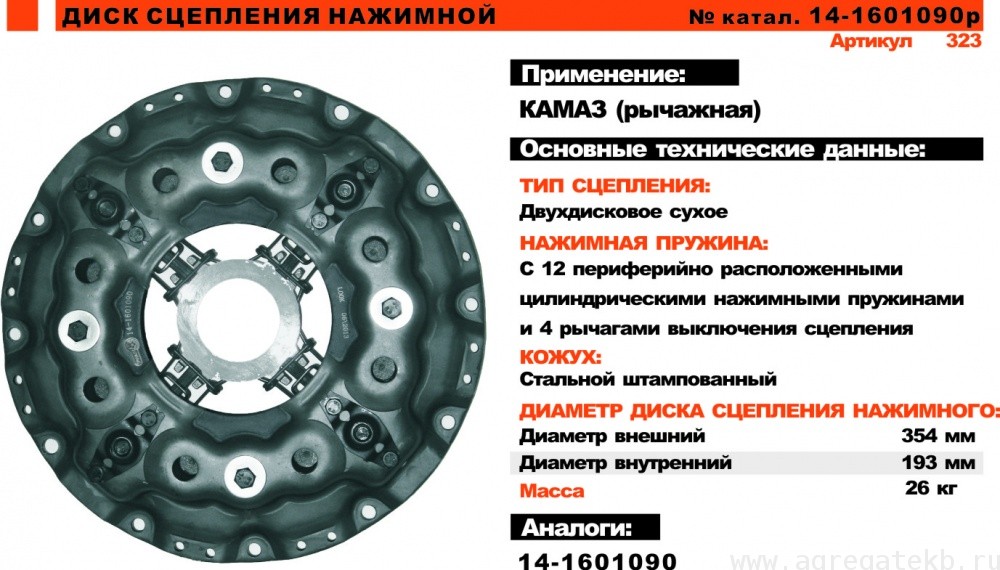 ДИСК СЦЕПЛЕНИЯ НАЖИМНОЙ № катал. 14-1601090р
Артикул 323
Применение:
КАМАЗ (рычажная)
Основные технические данные:
ТИП СЦЕПЛЕНИЯ:
Двухдисковое сухое
НАЖИМНАЯ ПРУЖИНА:
С 12 периферийно расположенными
цилиндрическими нажимными пружинами
и 4 рычагами выключения сцепления
КОЖУХ:
Стальной штампованный
ДИАМЕТР ДИСКА СЦЕПЛЕНИЯ НАЖИМНОГО:
Диаметр внешний 354 мм
Диаметр внутренний 193 мм
Масса 26 кг
Аналоги:
14-1601090
www.agregatekb.ru
14-1601090